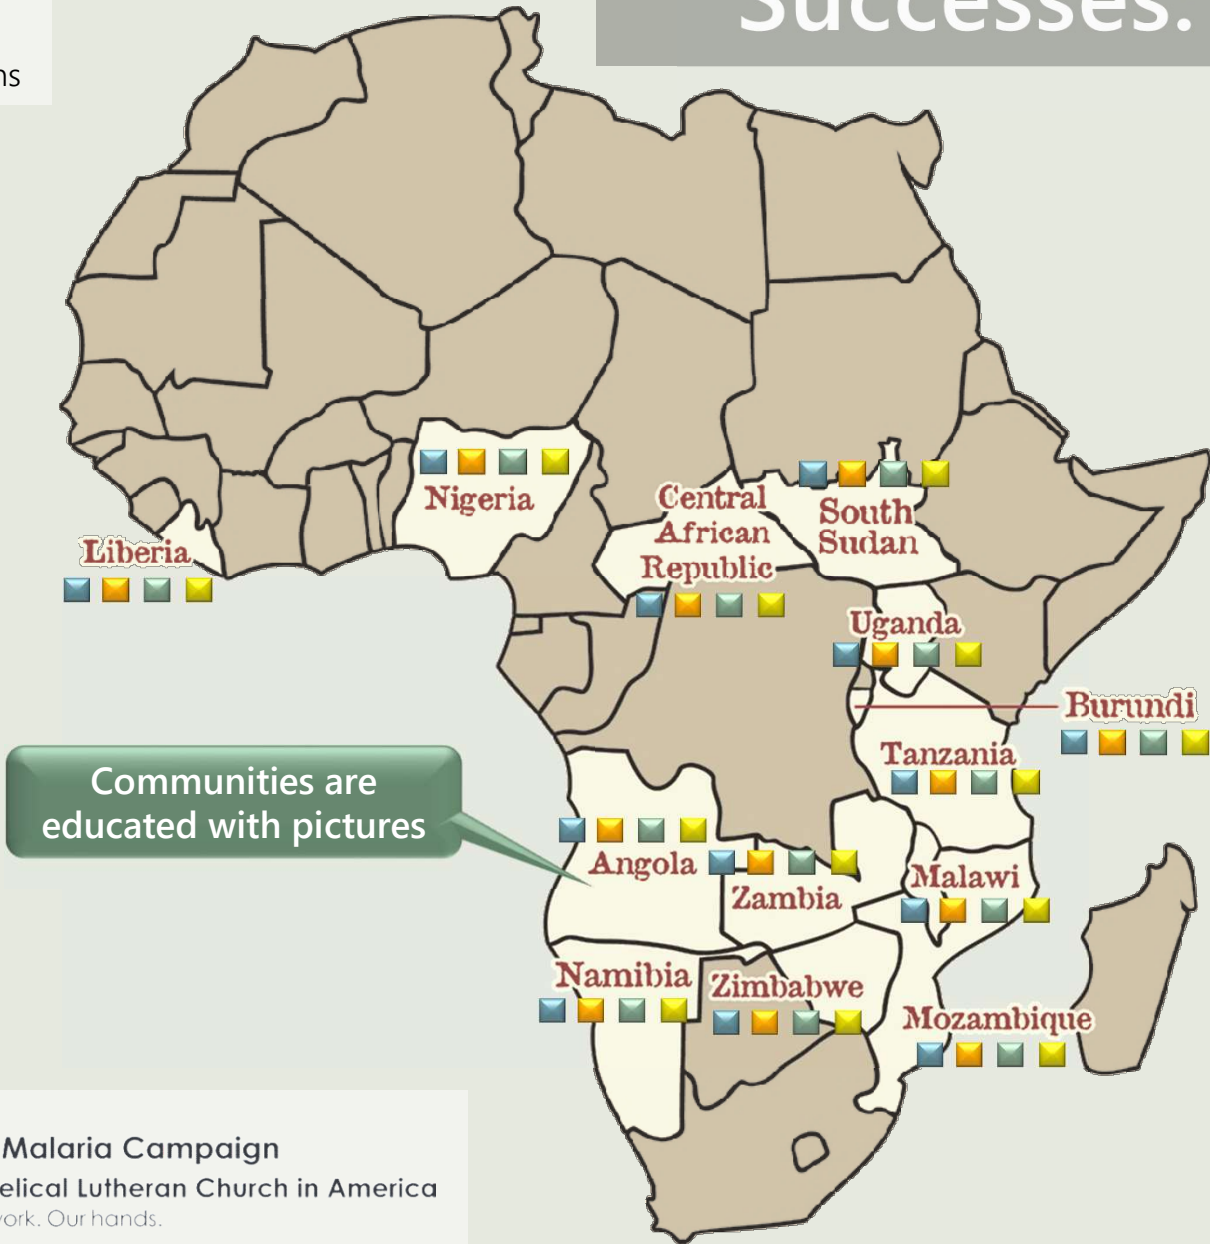 Successes.
ns
Nigeria
Central
African
Republic
South
Sudan
Liberia
Uganda
Burundi
Tanzania
Communities are
educated with pictures
Angola
Zambia
Malawi
Namibia
Zimbabwe
Mozambique
Malaria Campaign
elical Lutheran Church in America
work. Our hands.